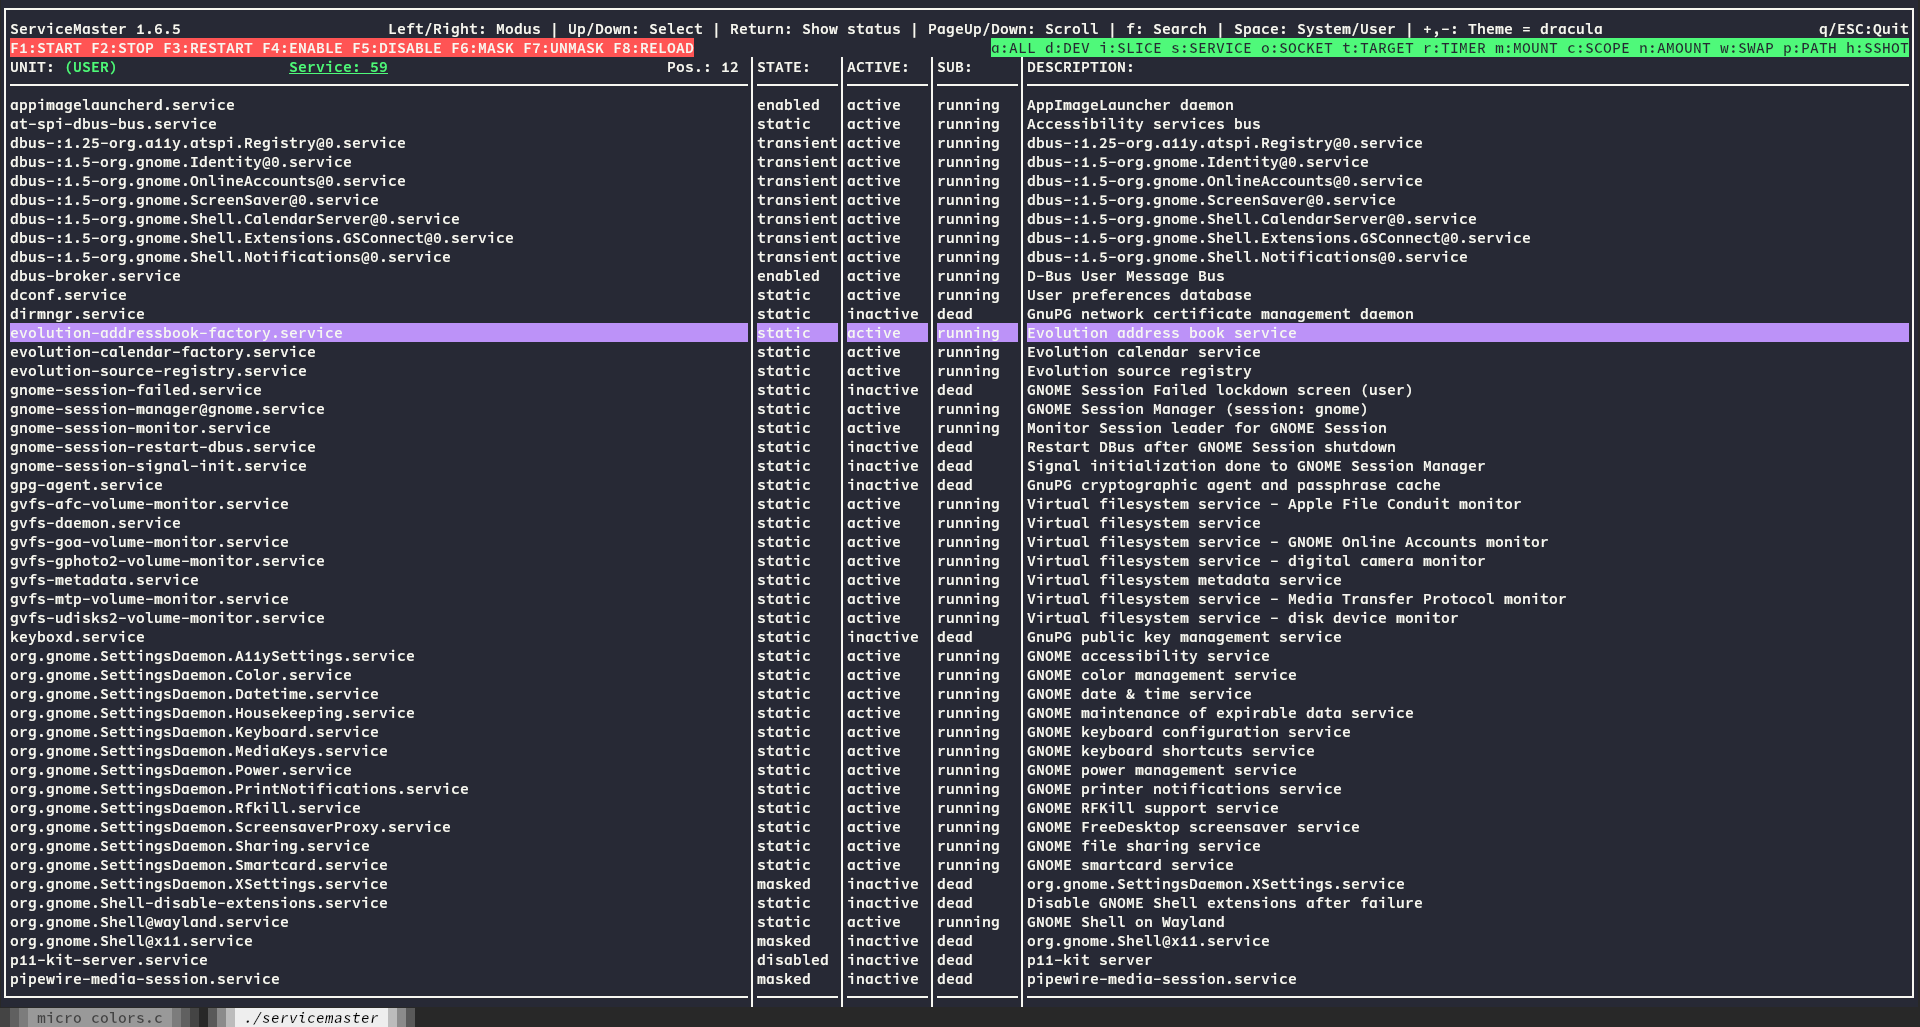 ServiceMaster 1.6.5 Left/Right: Modus | Up/Down: Select | Return: Show status | PageUp/Down: Scroll | f: Search | Space: System/User | +,-: Theme = dracula q/ESC:Quit
F1:START F2:STOP F3:RESTART F4:ENABLE F5:DISABLE F6:MASK F7:UNMASK F8:RELOAD a:ALL d:DEV i:SLICE s:SERVICE o:SOCKET t:TARGET r:TIMER m:MOUNT c:SCOPE n:AMOUNT w:SWAP p:PATH h:SSHOT
UNIT: (USER) Service: 59 Pos.: 12 STATE: ACTIVE: SUB: DESCRIPTION:
appimagelauncherd.service enabled active running AppImageLauncher daemon
at-spi-dbus-bus.service static active running Accessibility services bus
dbus-:1.25-org.a11y.atspi.Registry@0.service transient active running dbus-:1.25-org.a11y.atspi.Registry@0.service
dbus-:1.5-org.gnome.Identity@0.service transient active running dbus-:1.5-org.gnome.Identity@0.service
dbus-:1.5-org.gnome.OnlineAccounts@0.service transient active running dbus-:1.5-org.gnome.OnlineAccounts@0.service
dbus-:1.5-org.gnome.ScreenSaver@0.service transient active running dbus-:1.5-org.gnome.ScreenSaver@0.service
dbus-:1.5-org.gnome.Shell.CalendarServer@0.service transient active running dbus-:1.5-org.gnome.Shell.CalendarServer@0.service
dbus-:1.5-org.gnome.Shell.Extensions.GSConnect@0.service transient active running dbus-:1.5-org.gnome.Shell.Extensions.GSConnect@0.service
dbus-:1.5-org.gnome.Shell.Notifications@0.service transient active running dbus-:1.5-org.gnome.Shell.Notifications@0.service
dbus-broker.service enabled active running D-Bus User Message Bus
dconf.service static active running User preferences database
dirmngr.service static inactive dead GnuPG network certificate management daemon
evolution-addressbook-factory.service static active running Evolution address book service
evolution-calendar-factory.service static active running Evolution calendar service
evolution-source-registry.service static active running Evolution source registry
gnome-session-failed.service static inactive dead GNOME Session Failed lockdown screen (user)
gnome-session-manager@gnome.service static active running GNOME Session Manager (session: gnome)
gnome-session-monitor.service static active running Monitor Session leader for GNOME Session
gnome-session-restart-dbus.service static inactive dead Restart DBus after GNOME Session shutdown
gnome-session-signal-init.service static inactive dead Signal initialization done to GNOME Session Manager
gpg-agent.service static inactive dead GnuPG cryptographic agent and passphrase cache
gvfs-afc-volume-monitor.service static active running Virtual filesystem service - Apple File Conduit monitor
gvfs-daemon.service static active running Virtual filesystem service
gvfs-goa-volume-monitor.service static active running Virtual filesystem service - GNOME Online Accounts monitor
gvfs-gphoto2-volume-monitor.service static active running Virtual filesystem service - digital camera monitor
gvfs-metadata.service static active running Virtual filesystem metadata service
gvfs-mtp-volume-monitor.service static active running Virtual filesystem service - Media Transfer Protocol monitor
gvfs-udisks2-volume-monitor.service static active running Virtual filesystem service - disk device monitor
keyboxd.service static inactive dead GnuPG public key management service
org.gnome.SettingsDaemon.A11ySettings.service static active running GNOME accessibility service
org.gnome.SettingsDaemon.Color.service static active running GNOME color management service
org.gnome.SettingsDaemon.Datetime.service static active running GNOME date & time service
org.gnome.SettingsDaemon.Housekeeping.service static active running GNOME maintenance of expirable data service
org.gnome.SettingsDaemon.Keyboard.service static active running GNOME keyboard configuration service
org.gnome.SettingsDaemon.MediaKeys.service static active running GNOME keyboard shortcuts service
org.gnome.SettingsDaemon.Power.service static active running GNOME power management service
org.gnome.SettingsDaemon.PrintNotifications.service static active running GNOME printer notifications service
org.gnome.SettingsDaemon.Rfkill.service static active running GNOME RFKill support service
org.gnome.SettingsDaemon.ScreensaverProxy.service static active running GNOME FreeDesktop screensaver service
org.gnome.SettingsDaemon.Sharing.service static active running GNOME file sharing service
org.gnome.SettingsDaemon.Smartcard.service static active running GNOME smartcard service
org.gnome.SettingsDaemon.XSettings.service masked inactive dead org.gnome.SettingsDaemon.XSettings.service
org.gnome.Shell-disable-extensions.service static inactive dead Disable GNOME Shell extensions after failure
org.gnome.Shell@wayland.service static active running GNOME Shell on Wayland
org.gnome.Shell@x11.service masked inactive dead org.gnome.Shell@x11.service
p11-kit-server.service disabled inactive dead p11-kit server
pipewire-media-session.service masked inactive dead pipewire-media-session.service
micro colors.c ./servicemaster